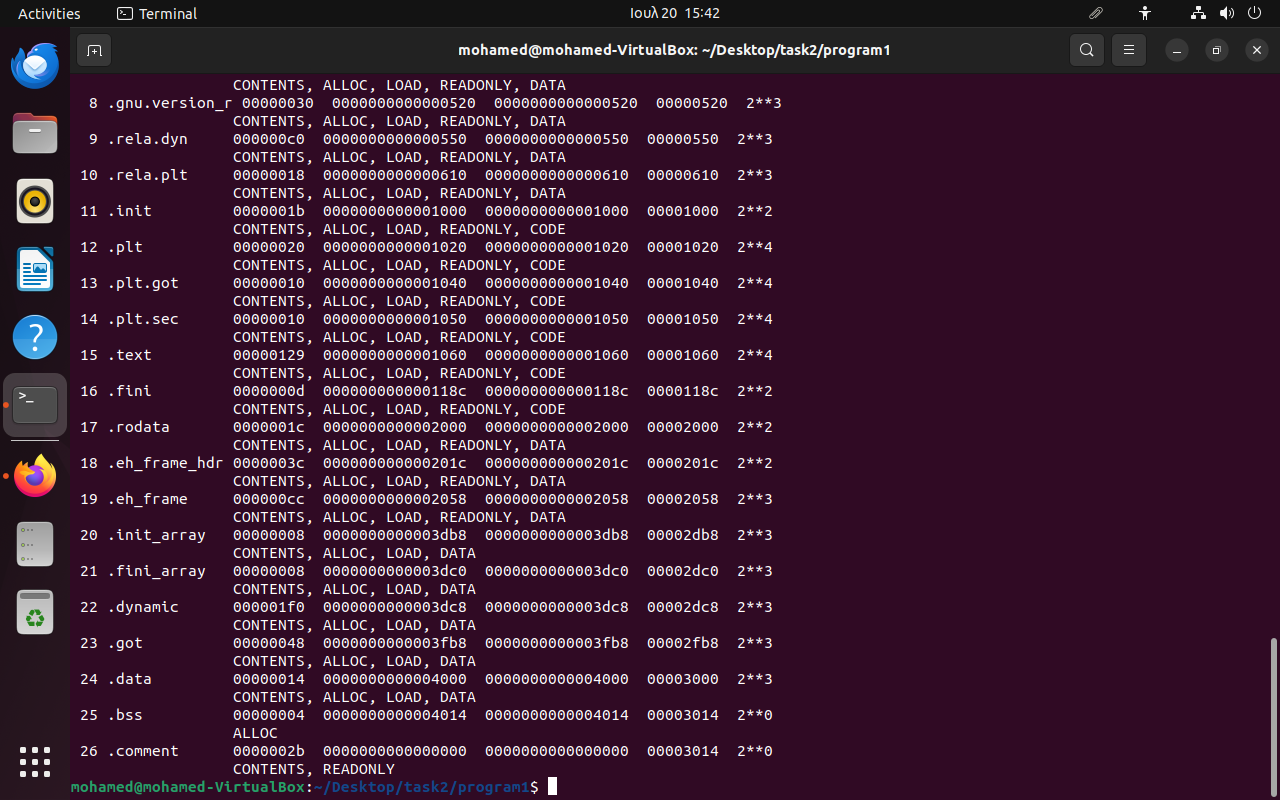 Activities Terminal Ιουλ 20 15:42
mohamed@mohamed-VirtualBox: ~/Desktop/task2/program1
CONTENTS, ALLOC, LOAD, READONLY, DATA
8 .gnu.version_r 00000030 0000000000000520 0000000000000520 00000520 2**3
CONTENTS, ALLOC, LOAD, READONLY, DATA
9 .rela.dyn 000000c0 0000000000000550 0000000000000550 00000550 2**3
CONTENTS, ALLOC, LOAD, READONLY, DATA
10 .rela.plt 00000018 0000000000000610 0000000000000610 00000610 2**3
CONTENTS, ALLOC, LOAD, READONLY, DATA
11 .init 0000001b 0000000000001000 0000000000001000 00001000 2**2
CONTENTS, ALLOC, LOAD, READONLY, CODE
12 .plt 00000020 0000000000001020 0000000000001020 00001020 2**4
CONTENTS, ALLOC, LOAD, READONLY, CODE
13 .plt.got 00000010 0000000000001040 0000000000001040 00001040 2**4
CONTENTS, ALLOC, LOAD, READONLY, CODE
14 .plt.sec 00000010 0000000000001050 0000000000001050 00001050 2**4
CONTENTS, ALLOC, LOAD, READONLY, CODE
15 .text 00000129 0000000000001060 0000000000001060 00001060 2**4
CONTENTS, ALLOC, LOAD, READONLY, CODE
16 .fini 0000000d 000000000000118c 000000000000118c 0000118c 2**2
CONTENTS, ALLOC, LOAD, READONLY, CODE
17 .rodata 0000001c 0000000000002000 0000000000002000 00002000 2**2
CONTENTS, ALLOC, LOAD, READONLY, DATA
18 .eh_frame_hdr 0000003c 000000000000201c 000000000000201c 0000201c 2**2
CONTENTS, ALLOC, LOAD, READONLY, DATA
19 .eh_frame 000000cc 0000000000002058 0000000000002058 00002058 2**3
CONTENTS, ALLOC, LOAD, READONLY, DATA
20 .init_array 00000008 0000000000003db8 0000000000003db8 00002db8 2**3
CONTENTS, ALLOC, LOAD, DATA
21 .fini_array 00000008 0000000000003dc0 0000000000003dc0 00002dc0 2**3
CONTENTS, ALLOC, LOAD, DATA
22 .dynamic 000001f0 0000000000003dc8 0000000000003dc8 00002dc8 2**3
CONTENTS, ALLOC, LOAD, DATA
23 .got 00000048 0000000000003fb8 0000000000003fb8 00002fb8 2**3
CONTENTS, ALLOC, LOAD, DATA
24 .data 00000014 0000000000004000 0000000000004000 00003000 2**3
CONTENTS, ALLOC, LOAD, DATA
25 .bss 00000004 0000000000004014 0000000000004014 00003014 2**0
ALLOC
26 .comment 0000002b 0000000000000000 0000000000000000 00003014 2**0
CONTENTS, READONLY
mohamed@mohamed-VirtualBox:~/Desktop/task2/program1$